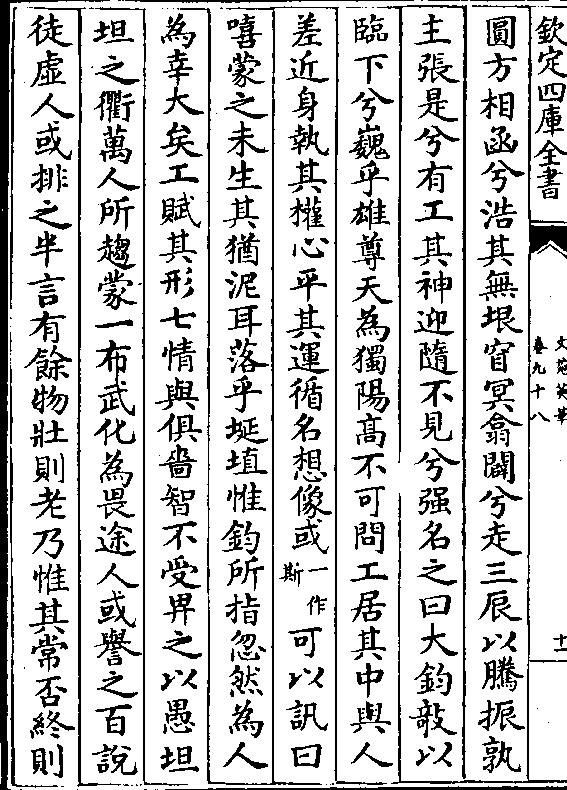 欽定四庫全書
文苑英華
卷九十八
十一
圓方相函兮浩其無垠窅冥翕闢兮走三辰以騰振孰
主張是兮有工其神迎隨不見兮强名之曰大鈞敲以
臨下兮巍乎雄尊天為獨陽高不可問工居其中與人
差近身執其權心平其運循名想像或一作斯可以訊曰
嘻蒙之未生其猶泥耳落乎埏埴惟鈞所指忽然為人
為幸大矣工賦其形七情與俱嗇智不受畀之以愚坦
坦之衢萬人所趨蒙一布武化為畏途人或譽之百說
徒虛人或排之半言有餘物壯則老乃惟其常否終則